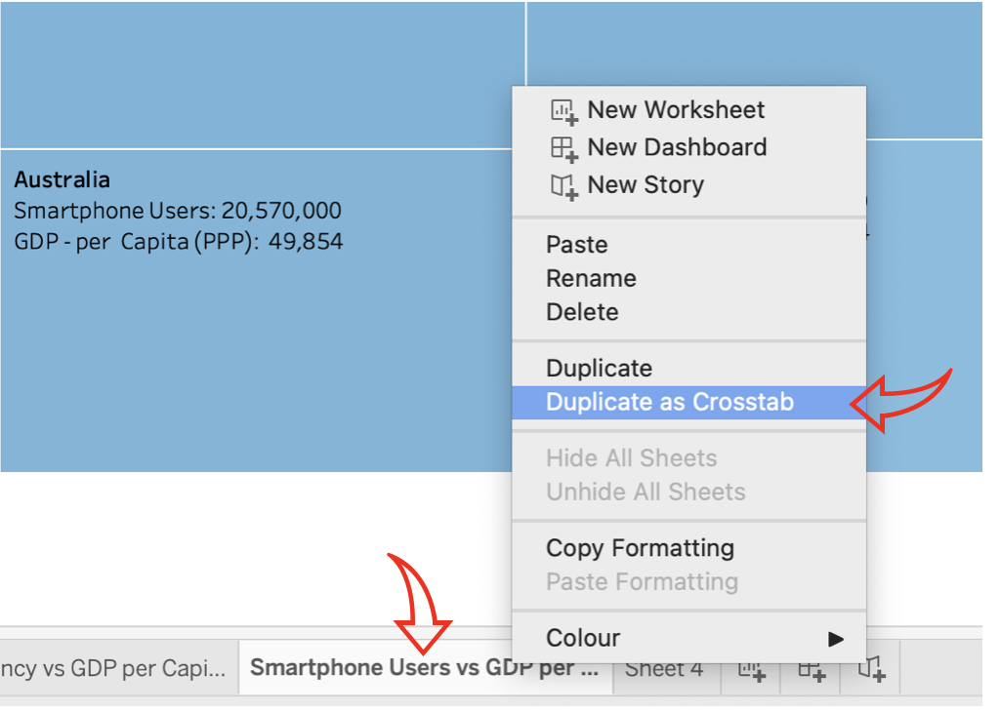 Australia
Smartphone Users: 20,570,000
GDP - per Capita (PPP): 49,854
New Worksheet
New Dashboard
New Story
Paste
Rename
Delete
Duplicate
Duplicate as Crosstab
Hide All Sheets
Unhide All Sheets
Copy Formatting
Paste Formatting
Colour
ncy vs GDP per Capi... Smartphone Users vs GDP per ... Sheet 4